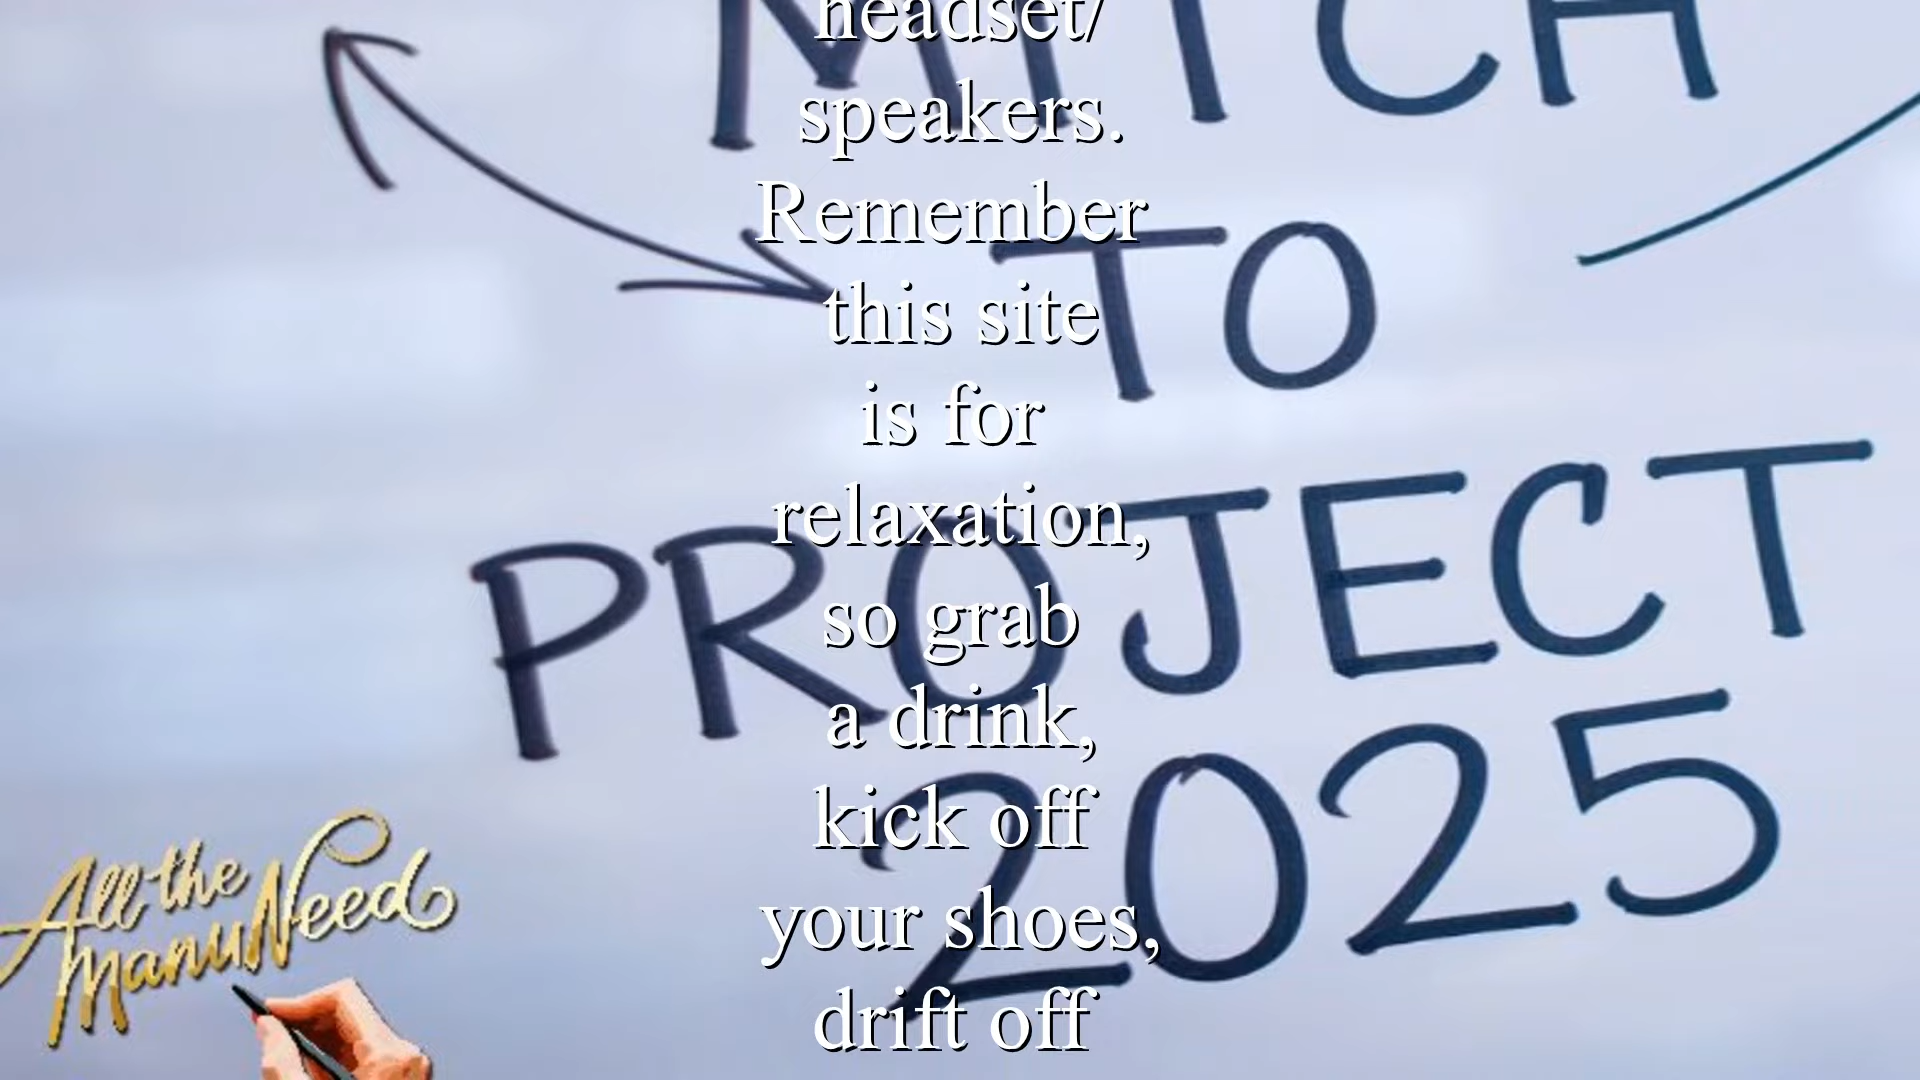 headset/
speakers.
Remember
this site
is for
relaxation,
so grab
a drink,
kick off
your shoes,
drift off
TO
PROJECT
2025
All the
ManuNeed